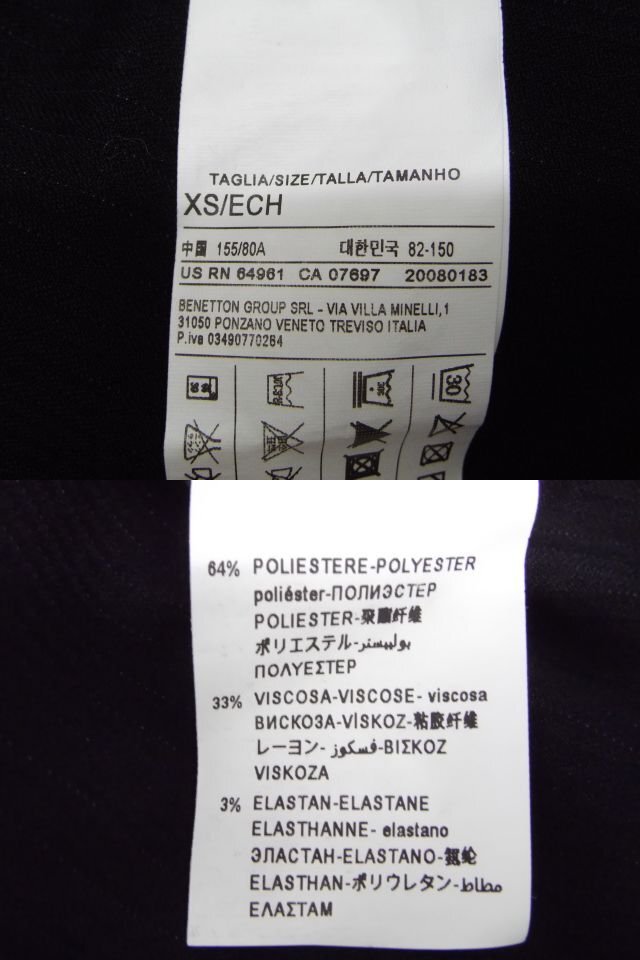 TAGLIA/SIZE/TALLA/TAMANHO
XS/ECH
中国 155/80A 대한민국 82-150
US RN 64961 CA 07697 20080183
BENETTON GROUP SRL - VIA VILLA MINELLI,1
31050 PONZANO VENETO TREVISO ITALIA
P.iva 03490770264
30
64% POLIESTERE-POLYESTER
poliéster-ПОЛИЭСТЕР
POLIESTER-聚酯纤维
ポリエステル-بوليستر
ΠΟΛΥΕΣΤΕΡ
33% VISCOSA-VISCOSE- viscosa
ВИСКОЗА-VİSKOZ-粘胶纤维
レーヨン- فسكوز-ΒΙΣΚΟΖ
VISKOZA
3% ELASTAN-ELASTANE
ELASTHANNE- elastano
ЭЛАСТАН-ELASTANO-氨纶
ELASTHAN-ポリウレタン-مطاط
ΕΛΑΣΤΑΜ